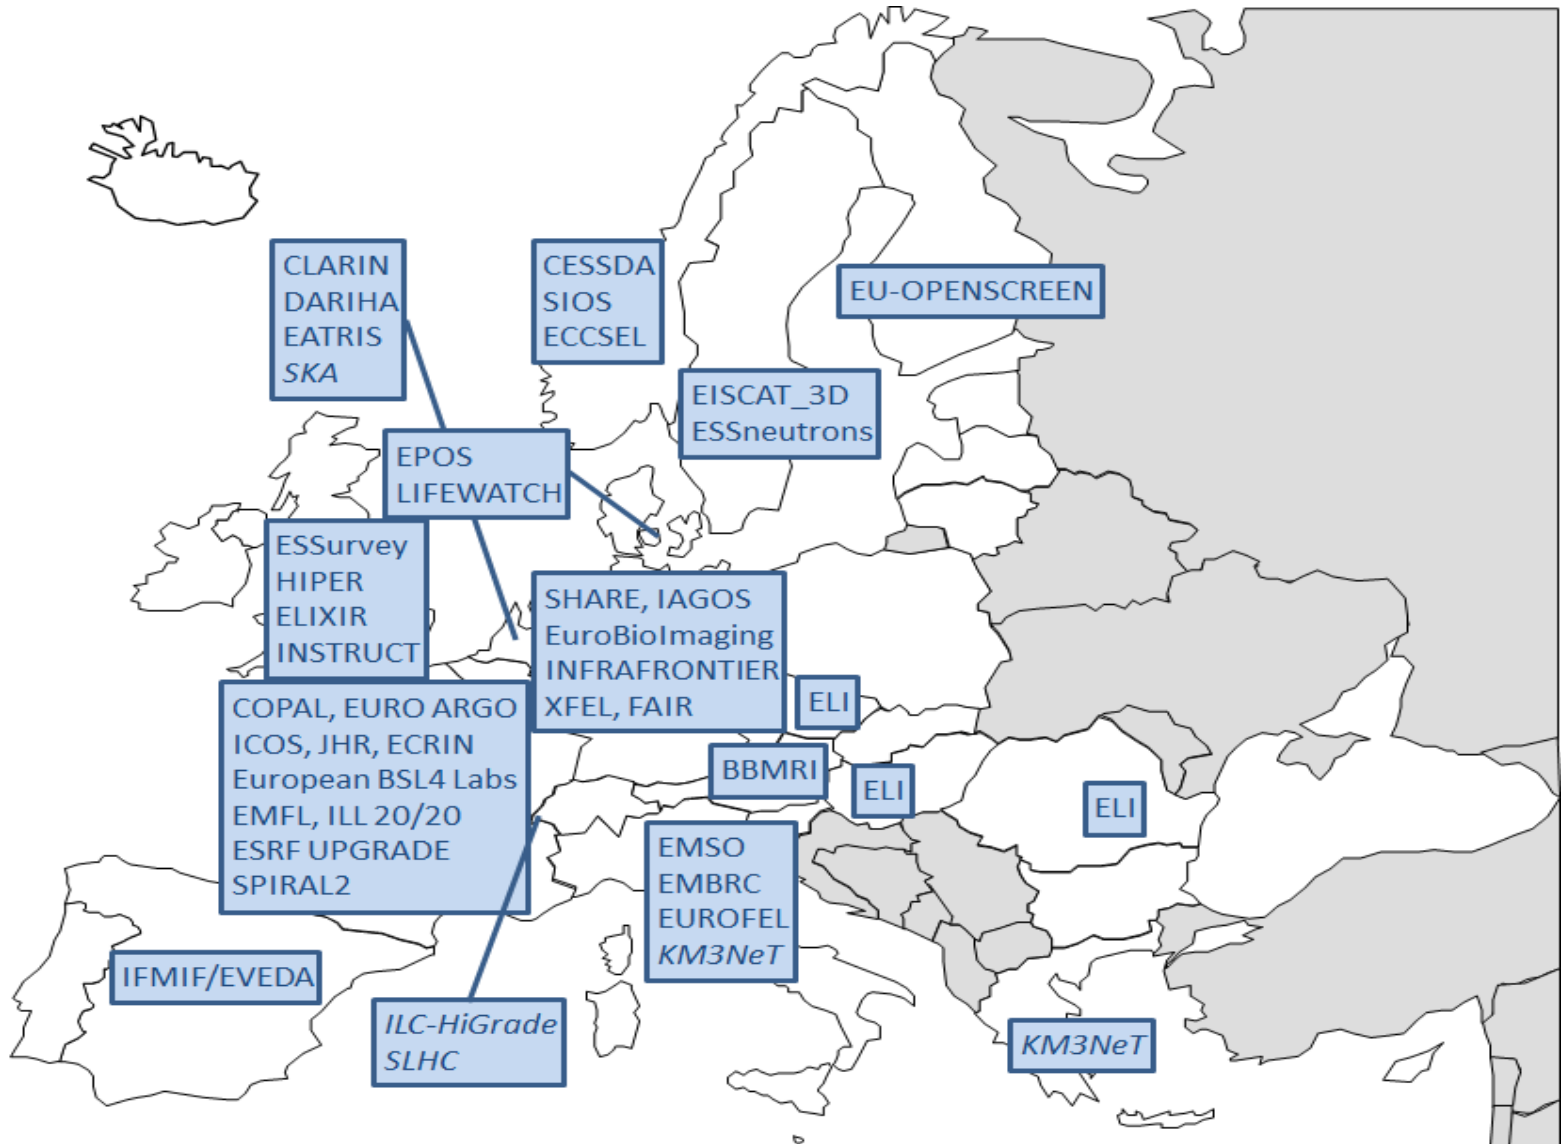 CLARIN
DARIHA
EATRIS
SKA
CESSDA
SIOS
ECCSEL
EU-OPENSCREEN
EISCAT_3D
ESSneutrons
EPOS
LIFEWATCH
ESSurvey
HIPER
ELIXIR
INSTRUCT
SHARE, IAGOS
EuroBioImaging
INFRAFRONTIER
XFEL, FAIR
ELI
COPAL, EURO ARGO
ICOS, JHR, ECRIN
European BSL4 Labs
EMFL, ILL 20/20
ESRF UPGRADE
SPIRAL2
BBMRI
ELI
ELI
EMSO
EMBRC
EUROFEL
KM3NeT
IFMIF/EVEDA
ILC-HiGrade
SLHC
KM3NeT